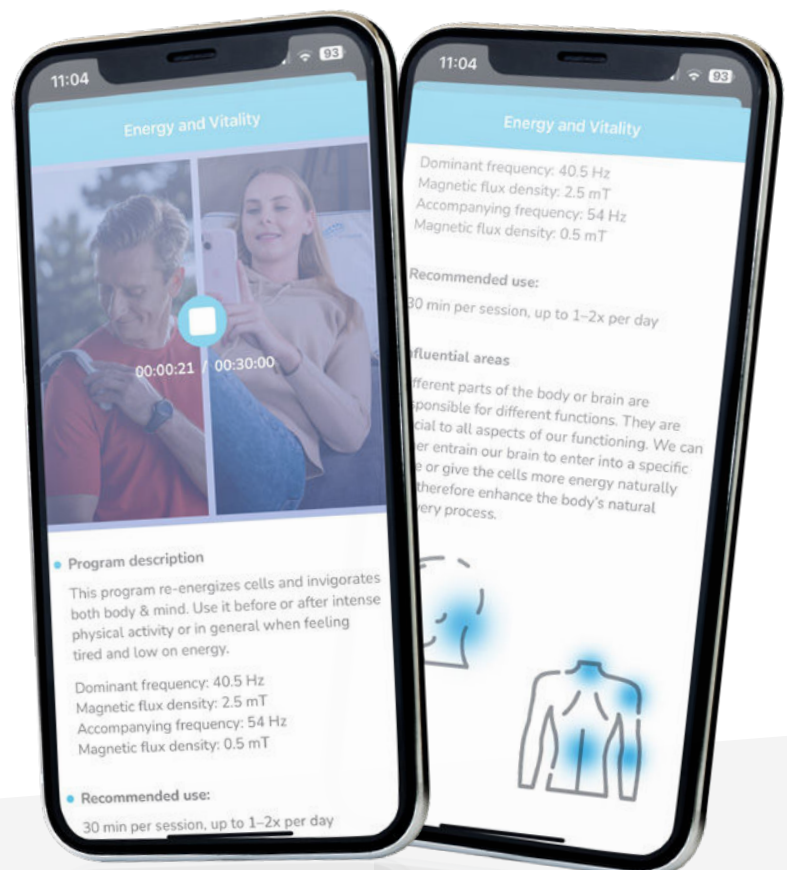 11:04
93
Energy and Vitality
00:00:21 / 00:30:00
Program description
This program re-energizes cells and invigorates
both body & mind. Use it before or after intense
physical activity or in general when feeling
tired and low on energy.
Dominant frequency: 40.5 Hz
Magnetic flux density: 2.5 mT
Accompanying frequency: 54 Hz
Magnetic flux density: 0.5 mT
Recommended use:
30 min per session, up to 1–2x per day
11:04
93
Energy and Vitality
Dominant frequency: 40.5 Hz
Magnetic flux density: 2.5 mT
Accompanying frequency: 54 Hz
Magnetic flux density: 0.5 mT
Recommended use:
30 min per session, up to 1–2x per day
nfluential areas
fferent parts of the body or brain are
sponsible for different functions. They are
cial to all aspects of our functioning. We can
er entrain our brain to enter into a specific
e or give the cells more energy naturally
therefore enhance the body's natural
very process.